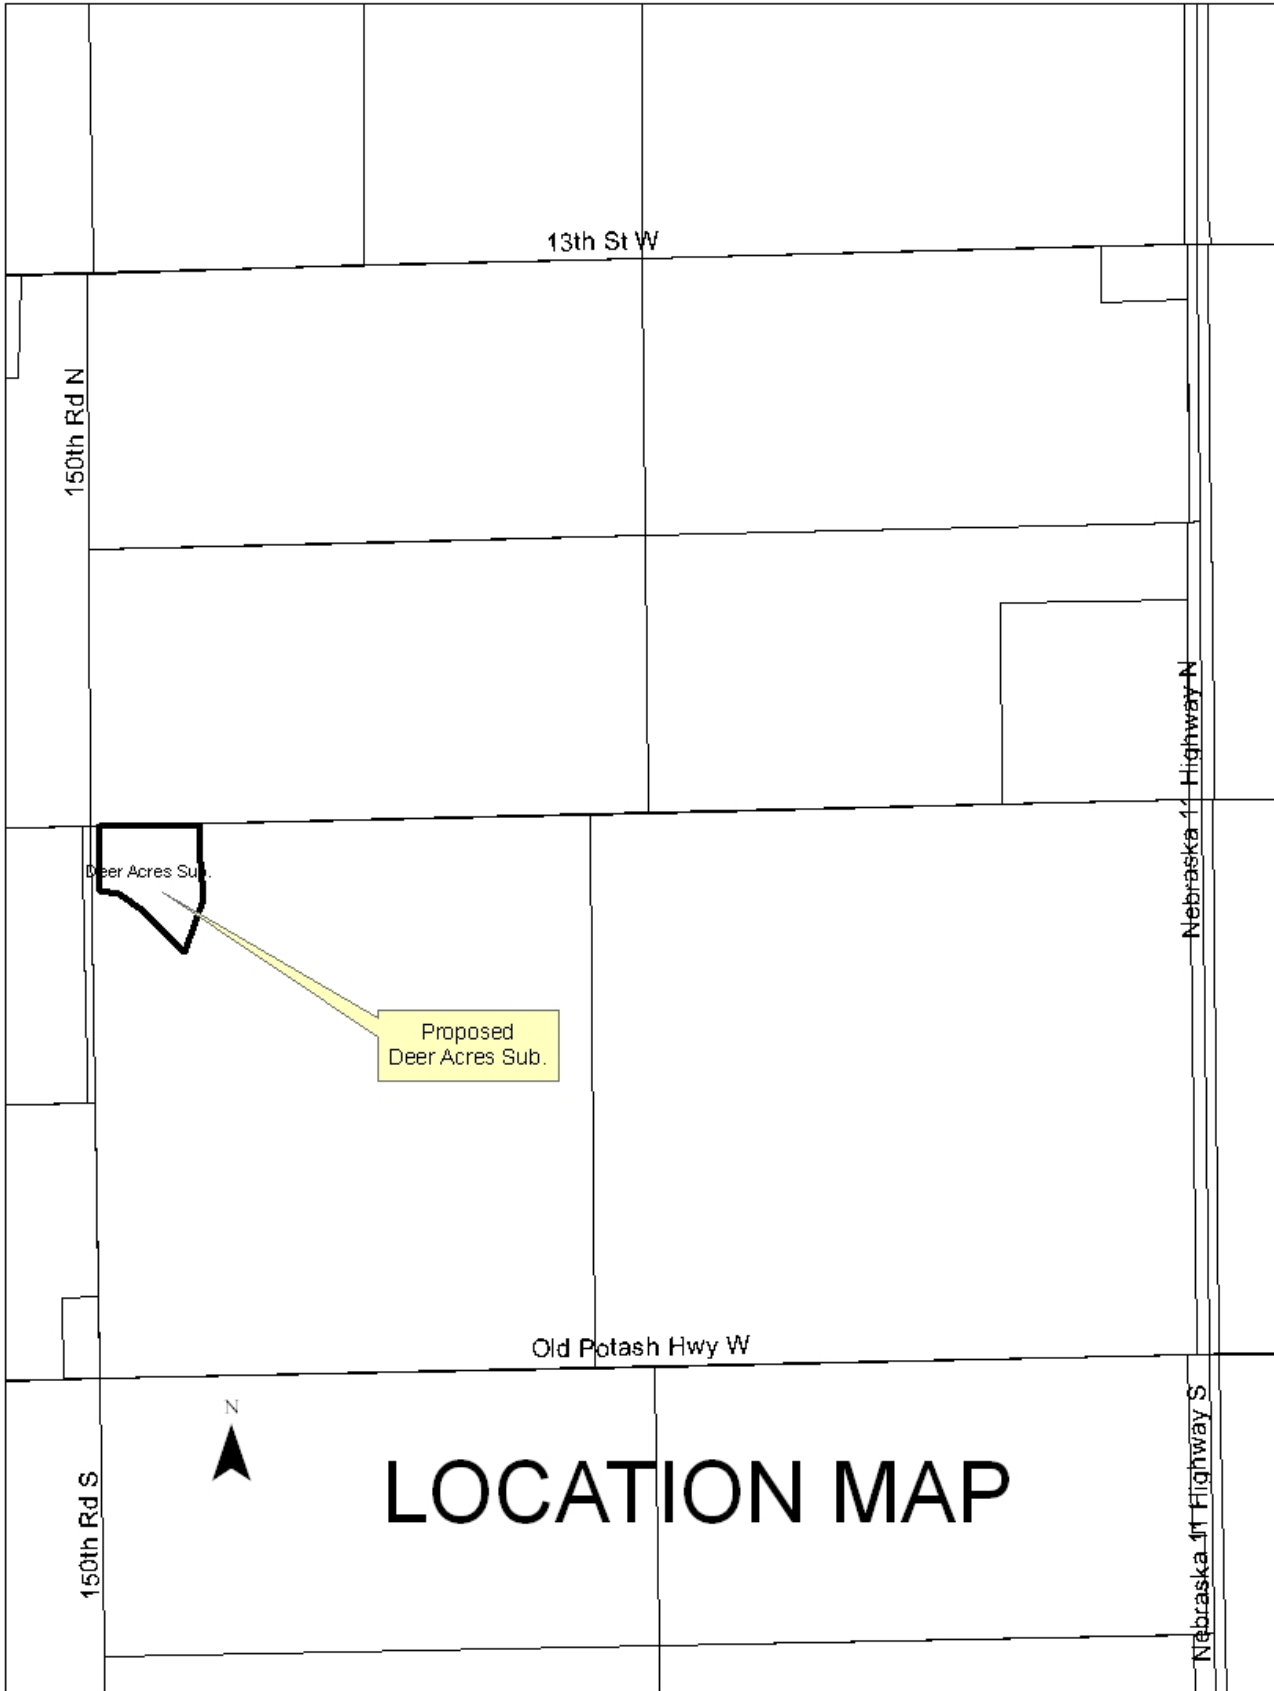 13th St W
150th Rd N
Nebraska 11 Highway N
Deer Acres Sub.
Proposed
Deer Acres Sub.
Old Potash Hwy W
N
LOCATION MAP
150th Rd S
Nebraska 11 Highway S